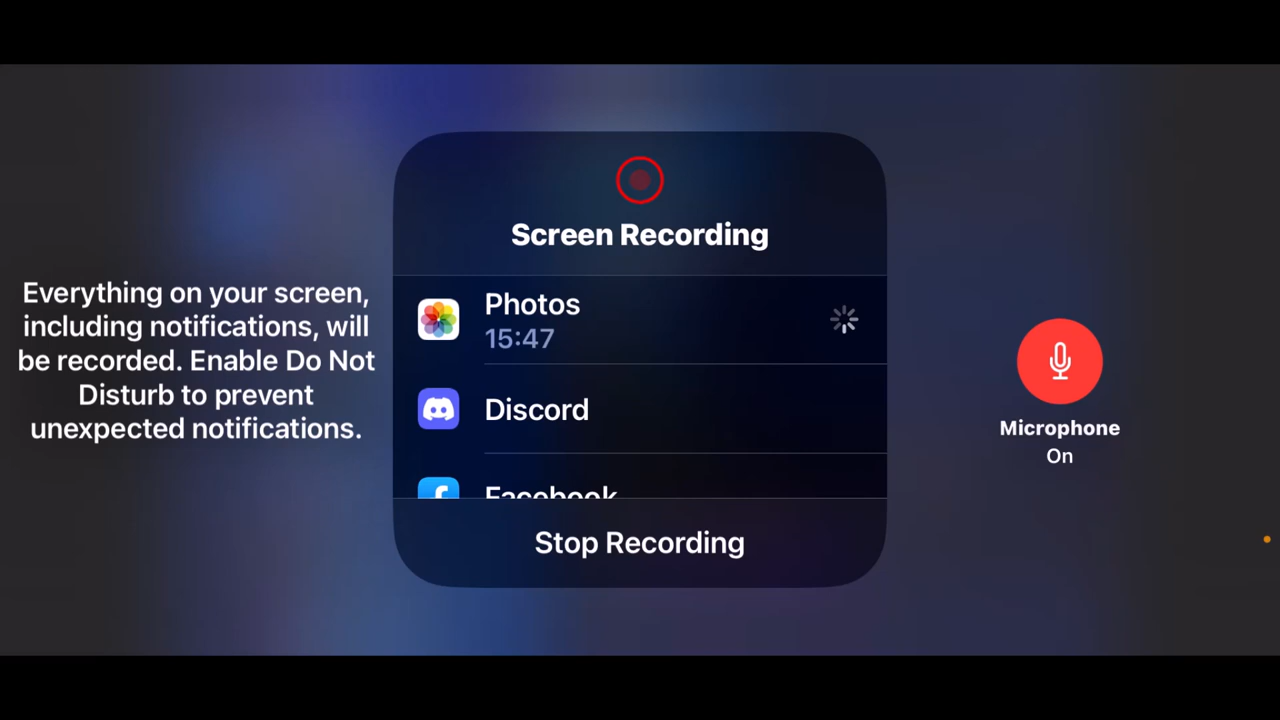 Screen Recording
Everything on your screen,
including notifications, will
be recorded. Enable Do Not
Disturb to prevent
unexpected notifications.
Photos
15:47
Discord
Facebook
Stop Recording
Microphone
On